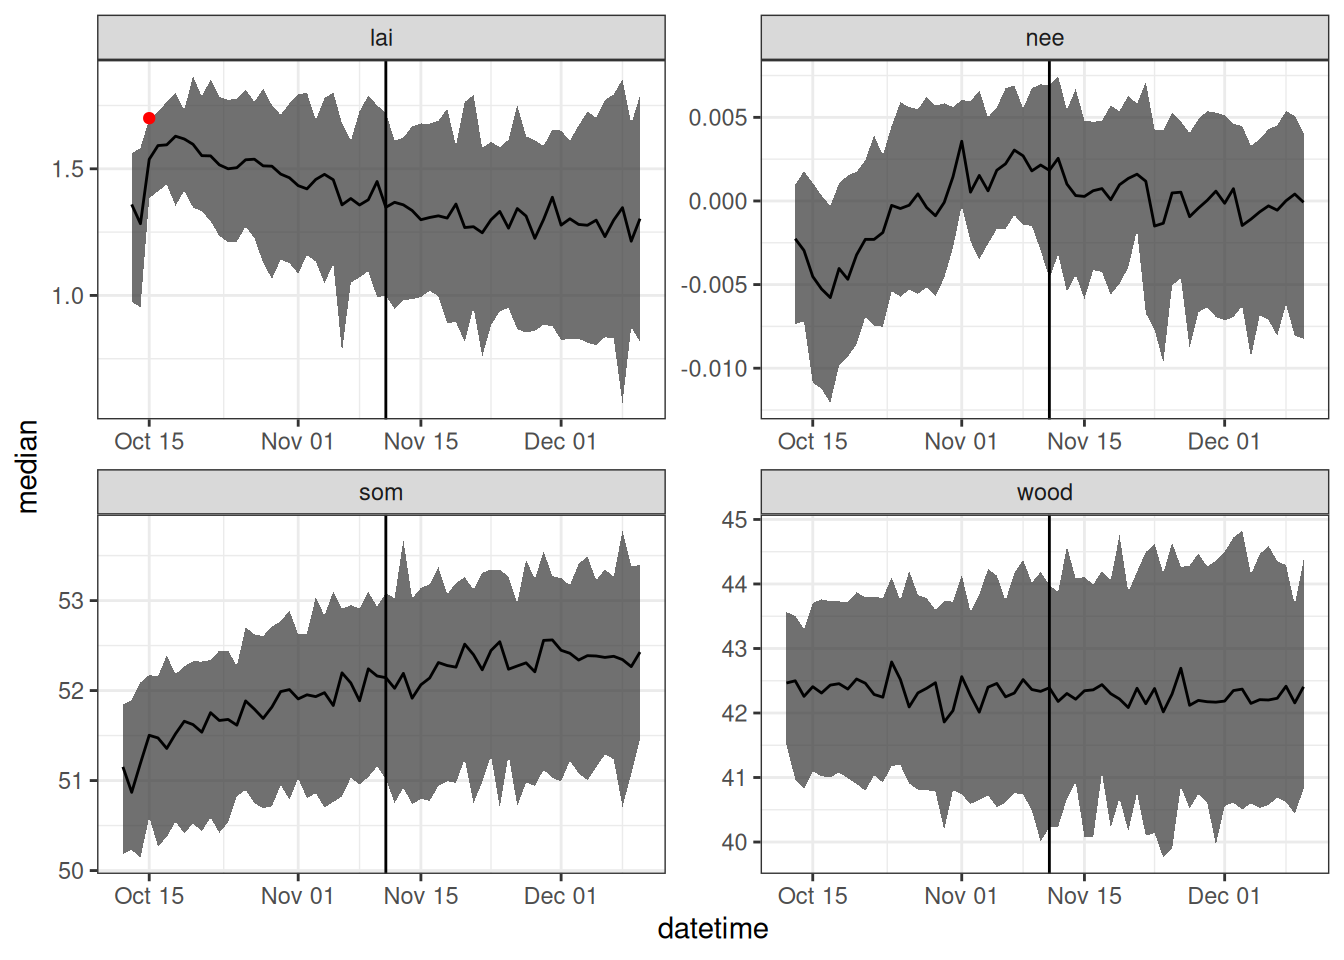 lai
nee
1.5
1.0
0.005
0.000
-0.005
-0.010
Oct 15 Nov 01 Nov 15 Dec 01
Oct 15 Nov 01 Nov 15 Dec 01
median
som
wood
53
52
51
50
45
44
43
42
41
40
Oct 15 Nov 01 Nov 15 Dec 01
Oct 15 Nov 01 Nov 15 Dec 01
datetime